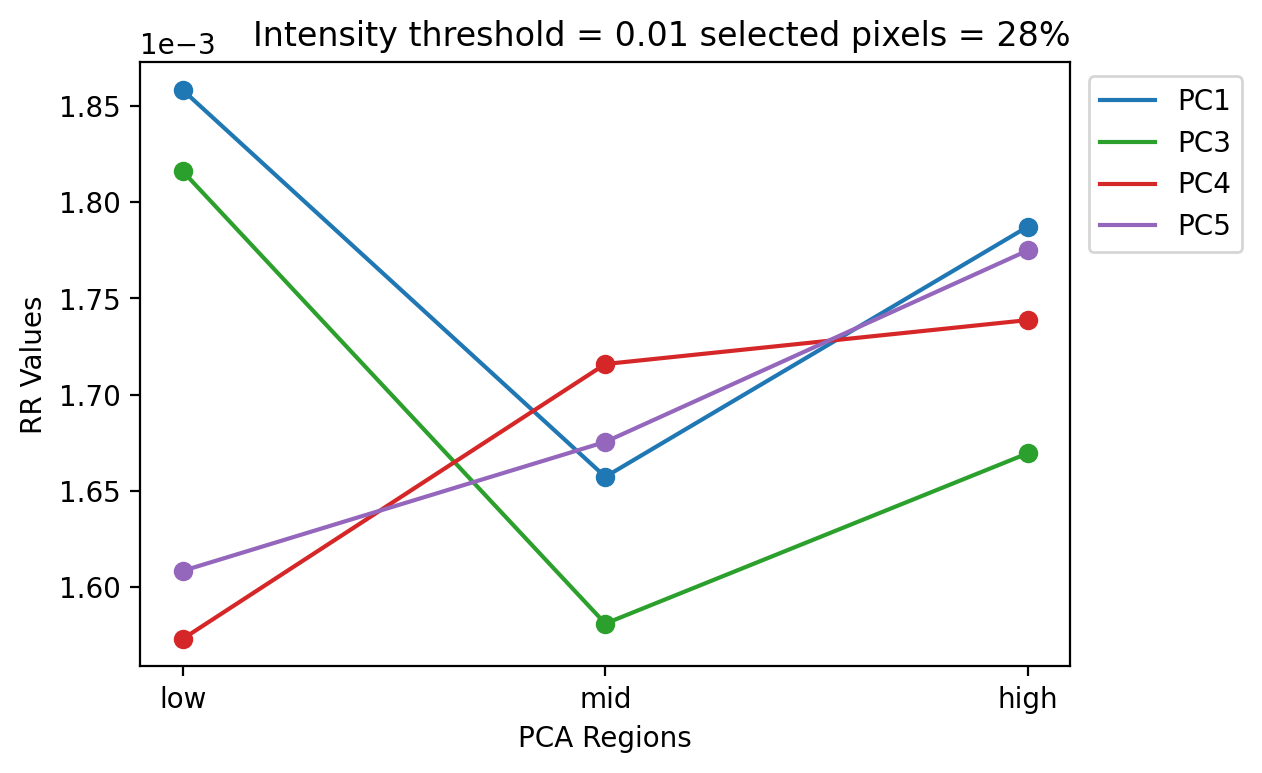 Intensity threshold = 0.01 selected pixels = 28%
1e−3
1.85
1.80
1.75
1.70
1.65
1.60
RR Values
low
mid
high
PCA Regions
PC1
PC3
PC4
PC5